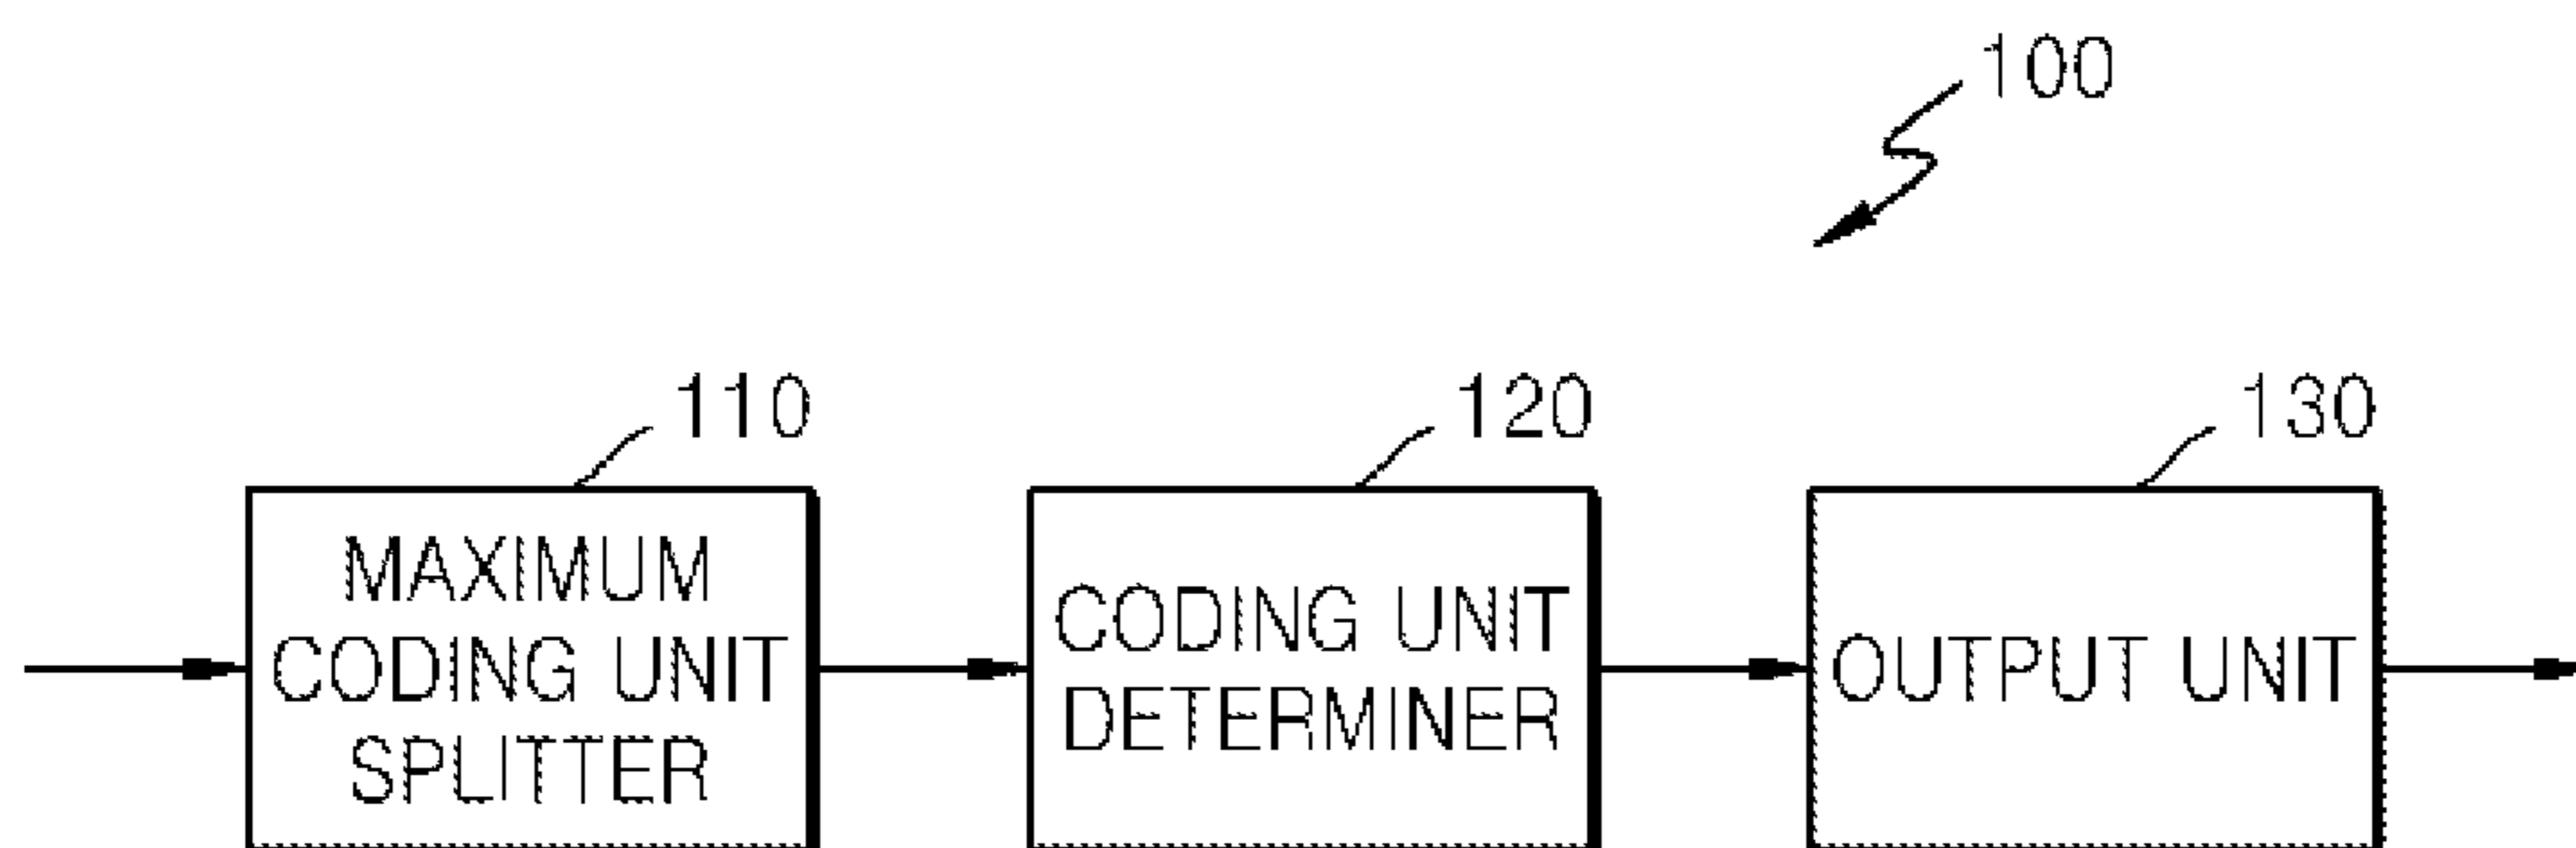 100
110
120
130
MAXIMUM
CODING UNIT
SPLITTER
CODING UNIT
DETERMINER
OUTPUT UNIT